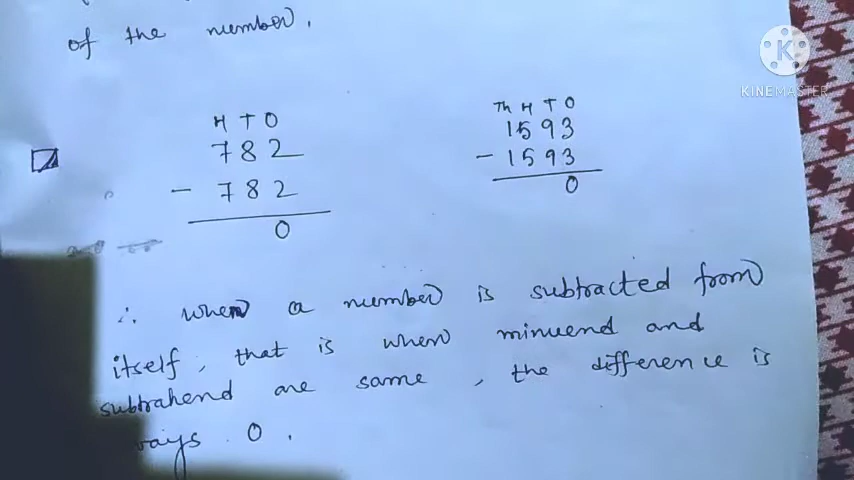 of the number.
H T O
782
- 782
0
Th H T O
1593
- 1593
0
∴ when a number is subtracted from
itself, that is when minuend and
subtrahend are same, the difference is
0.
KINEMASTER